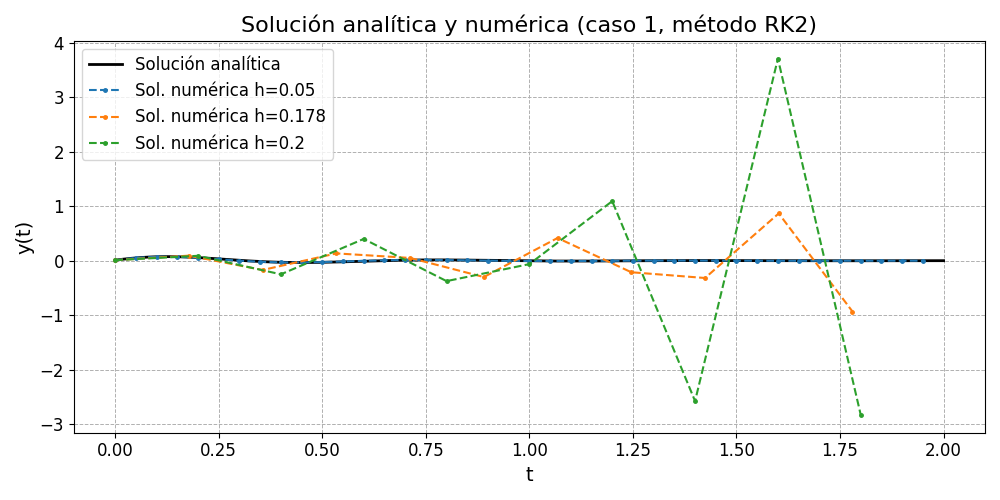 Solución analítica y numérica (caso 1, método RK2)
Solución analítica
Sol. numérica h=0.05
Sol. numérica h=0.178
Sol. numérica h=0.2
y(t)
4
3
2
1
0
−1
−2
−3
0.00 0.25 0.50 0.75 1.00 1.25 1.50 1.75 2.00
t